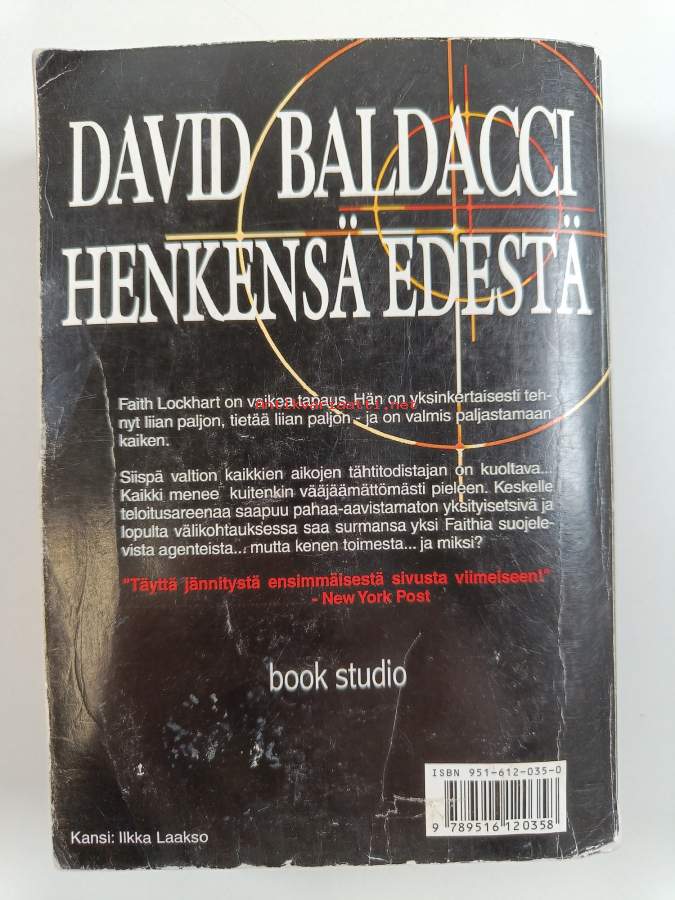 DAVID BALDACCI
HENKENSÄ EDESTÄ
Faith Lockhart on vaikea tapaus. Hän on yksinkertaisesti teh-
antikvariaatti.net
nyt liian paljon, tietää liian paljon - ja on valmis paljastamaan
kaiken.
Siispä valtion kaikkien aikojen tähtitodistajan on kuoltava...
Kaikki menee kuitenkin vääjäämättömästi pieleen. Keskelle
teloitusareenaa saapuu pahaa-aavistamaton yksityisetsivä ja
lopulta välikohtauksessa saa surmansa yksi Faithia suojele-
vista agenteista... mutta kenen toimesta... ja miksi?
"Täyttä jännitystä ensimmäisestä sivusta viimeiseen!"
- New York Post
book studio
ISBN 951-612-035-0
9 789516 120358
Kansi: Ilkka Laakso